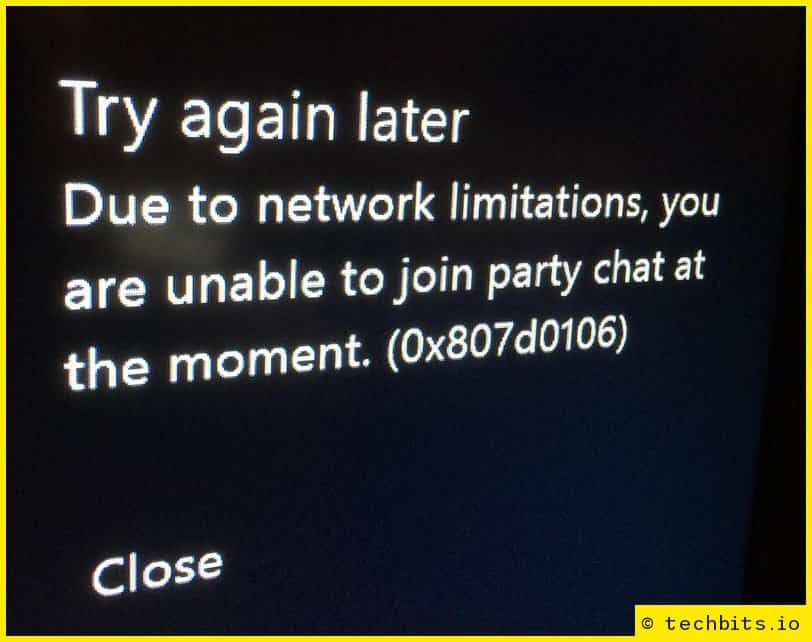 Try again later
Due to network limitations, you
are unable to join party chat at
the moment. (0x807d0106)
Close
© techbits.io